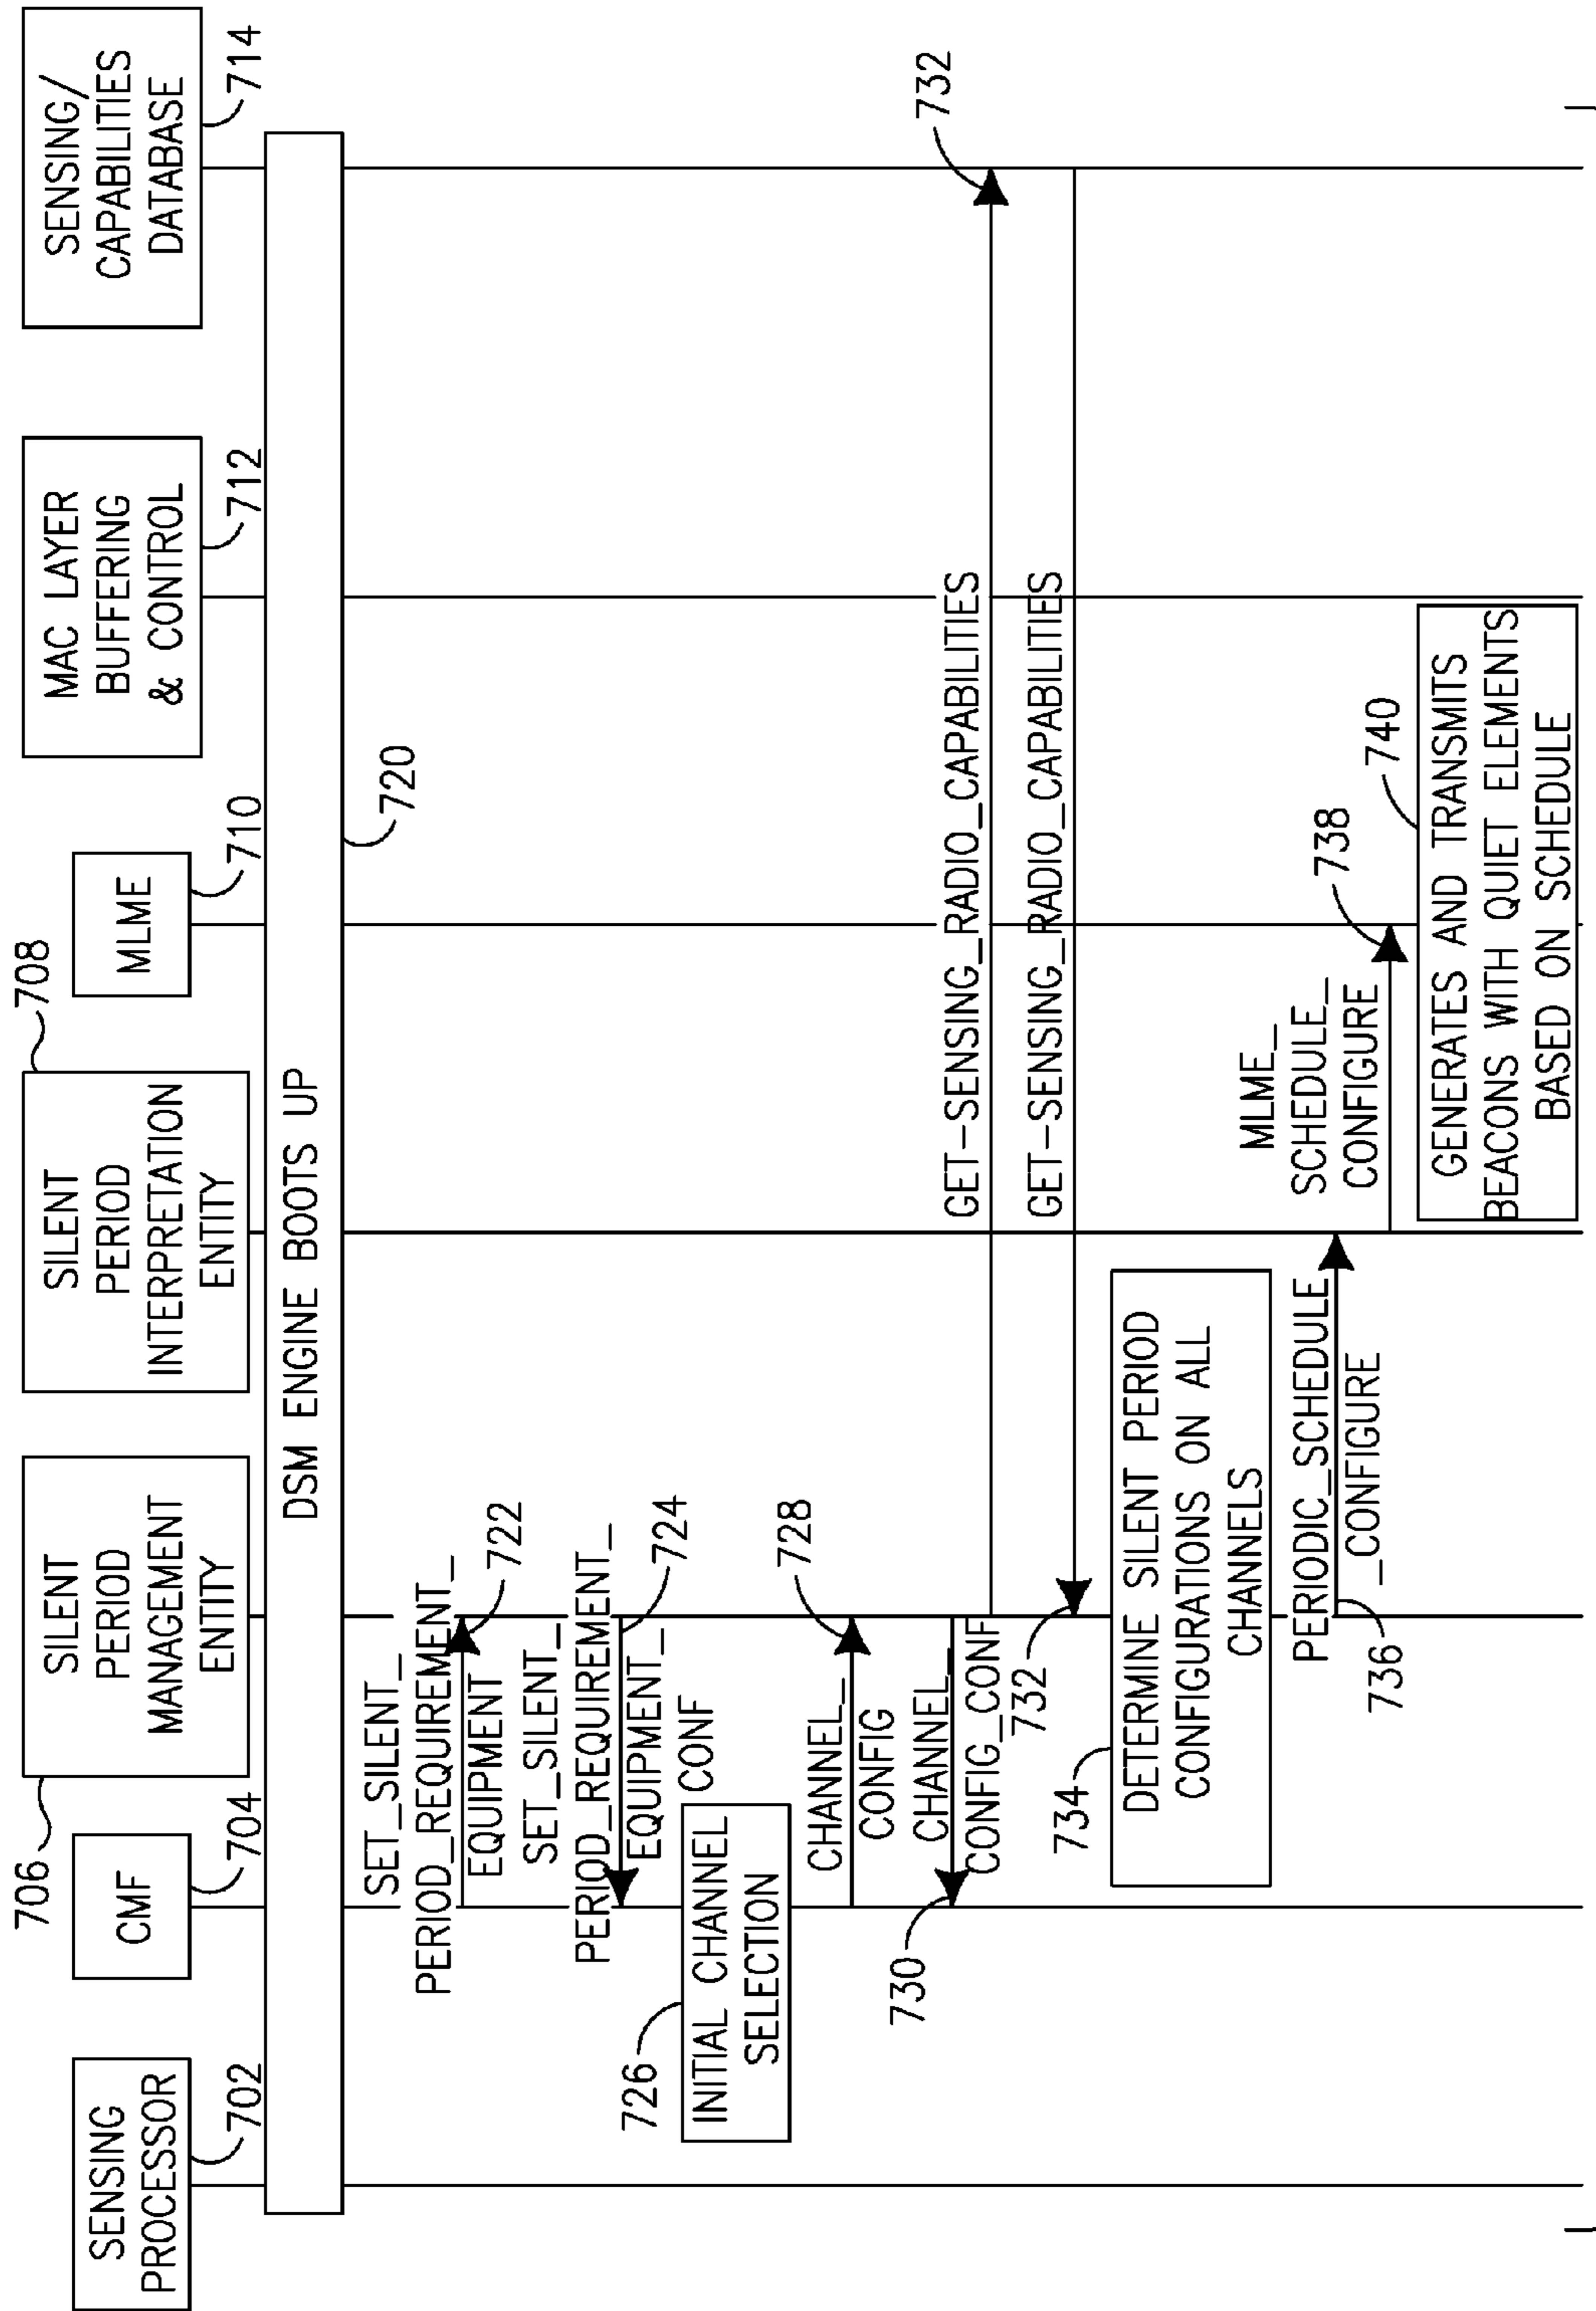 SENSING
PROCESSOR
702
CMF
704
SILENT
PERIOD
MANAGEMENT
ENTITY
706
SILENT
PERIOD
INTERPRETATION
ENTITY
708
MLME
710
MAC LAYER
BUFFERING
& CONTROL
712
SENSING/
CAPABILITIES
DATABASE
714
DSM ENGINE BOOTS UP
720
SET_SILENT_
PERIOD_REQUIREMENT_
EQUIPMENT
722
SET_SILENT_
PERIOD_REQUIREMENT_
EQUIPMENT_
CONF
724
726
INITIAL CHANNEL
SELECTION
CHANNEL_
CONFIG
728
CHANNEL_
CONFIG_CONF
730
GET-SENSING_RADIO_CAPABILITIES
732
GET-SENSING_RADIO_CAPABILITIES
732
734
DETERMINE SILENT PERIOD
CONFIGURATIONS ON ALL
CHANNELS
PERIODIC_SCHEDULE
_CONFIGURE
736
MLME_
SCHEDULE_
CONFIGURE
738
740
GENERATES AND TRANSMITS
BEACONS WITH QUIET ELEMENTS
BASED ON SCHEDULE